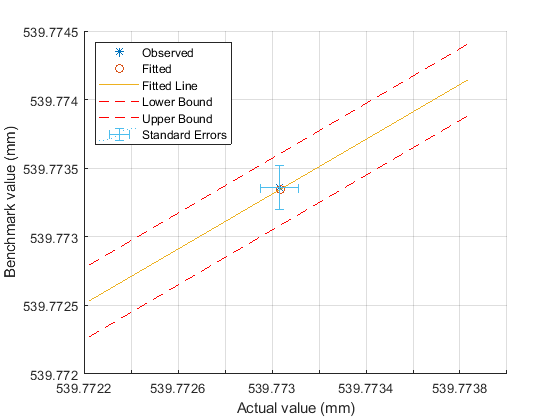 539.7745
539.774
539.7735
539.773
539.7725
539.772
Benchmark value (mm)
Observed
Fitted
Fitted Line
Lower Bound
Upper Bound
Standard Errors
539.7722 539.7726 539.773 539.7734 539.7738
Actual value (mm)